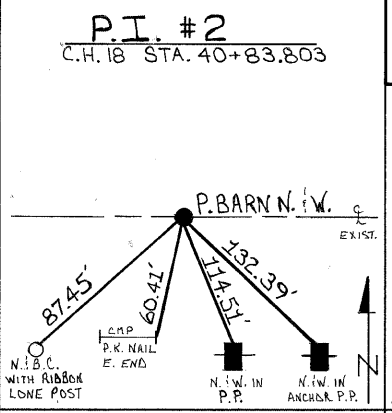 P.I. #2
C.H. 18 STA. 40+83.803
P. BARN N. & W.
℄
EXIST.
87.45'
60.41'
114.51'
132.39'
N. & B.C.
WITH RIBBON
LONE POST
CMP
P.K. NAIL
E. END
N. & W. IN
P.P.
N. & W. IN
ANCHOR P.P.
N